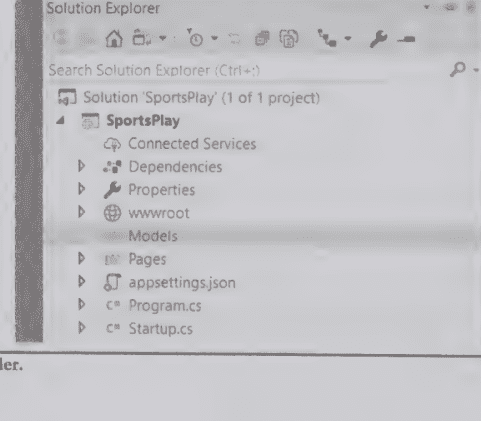 Solution Explorer
Search Solution Explorer (Ctrl+;)
Solution 'SportsPlay' (1 of 1 project)
SportsPlay
Connected Services
Dependencies
Properties
wwwroot
Models
Pages
appsettings.json
C# Program.cs
C# Startup.cs
ler.